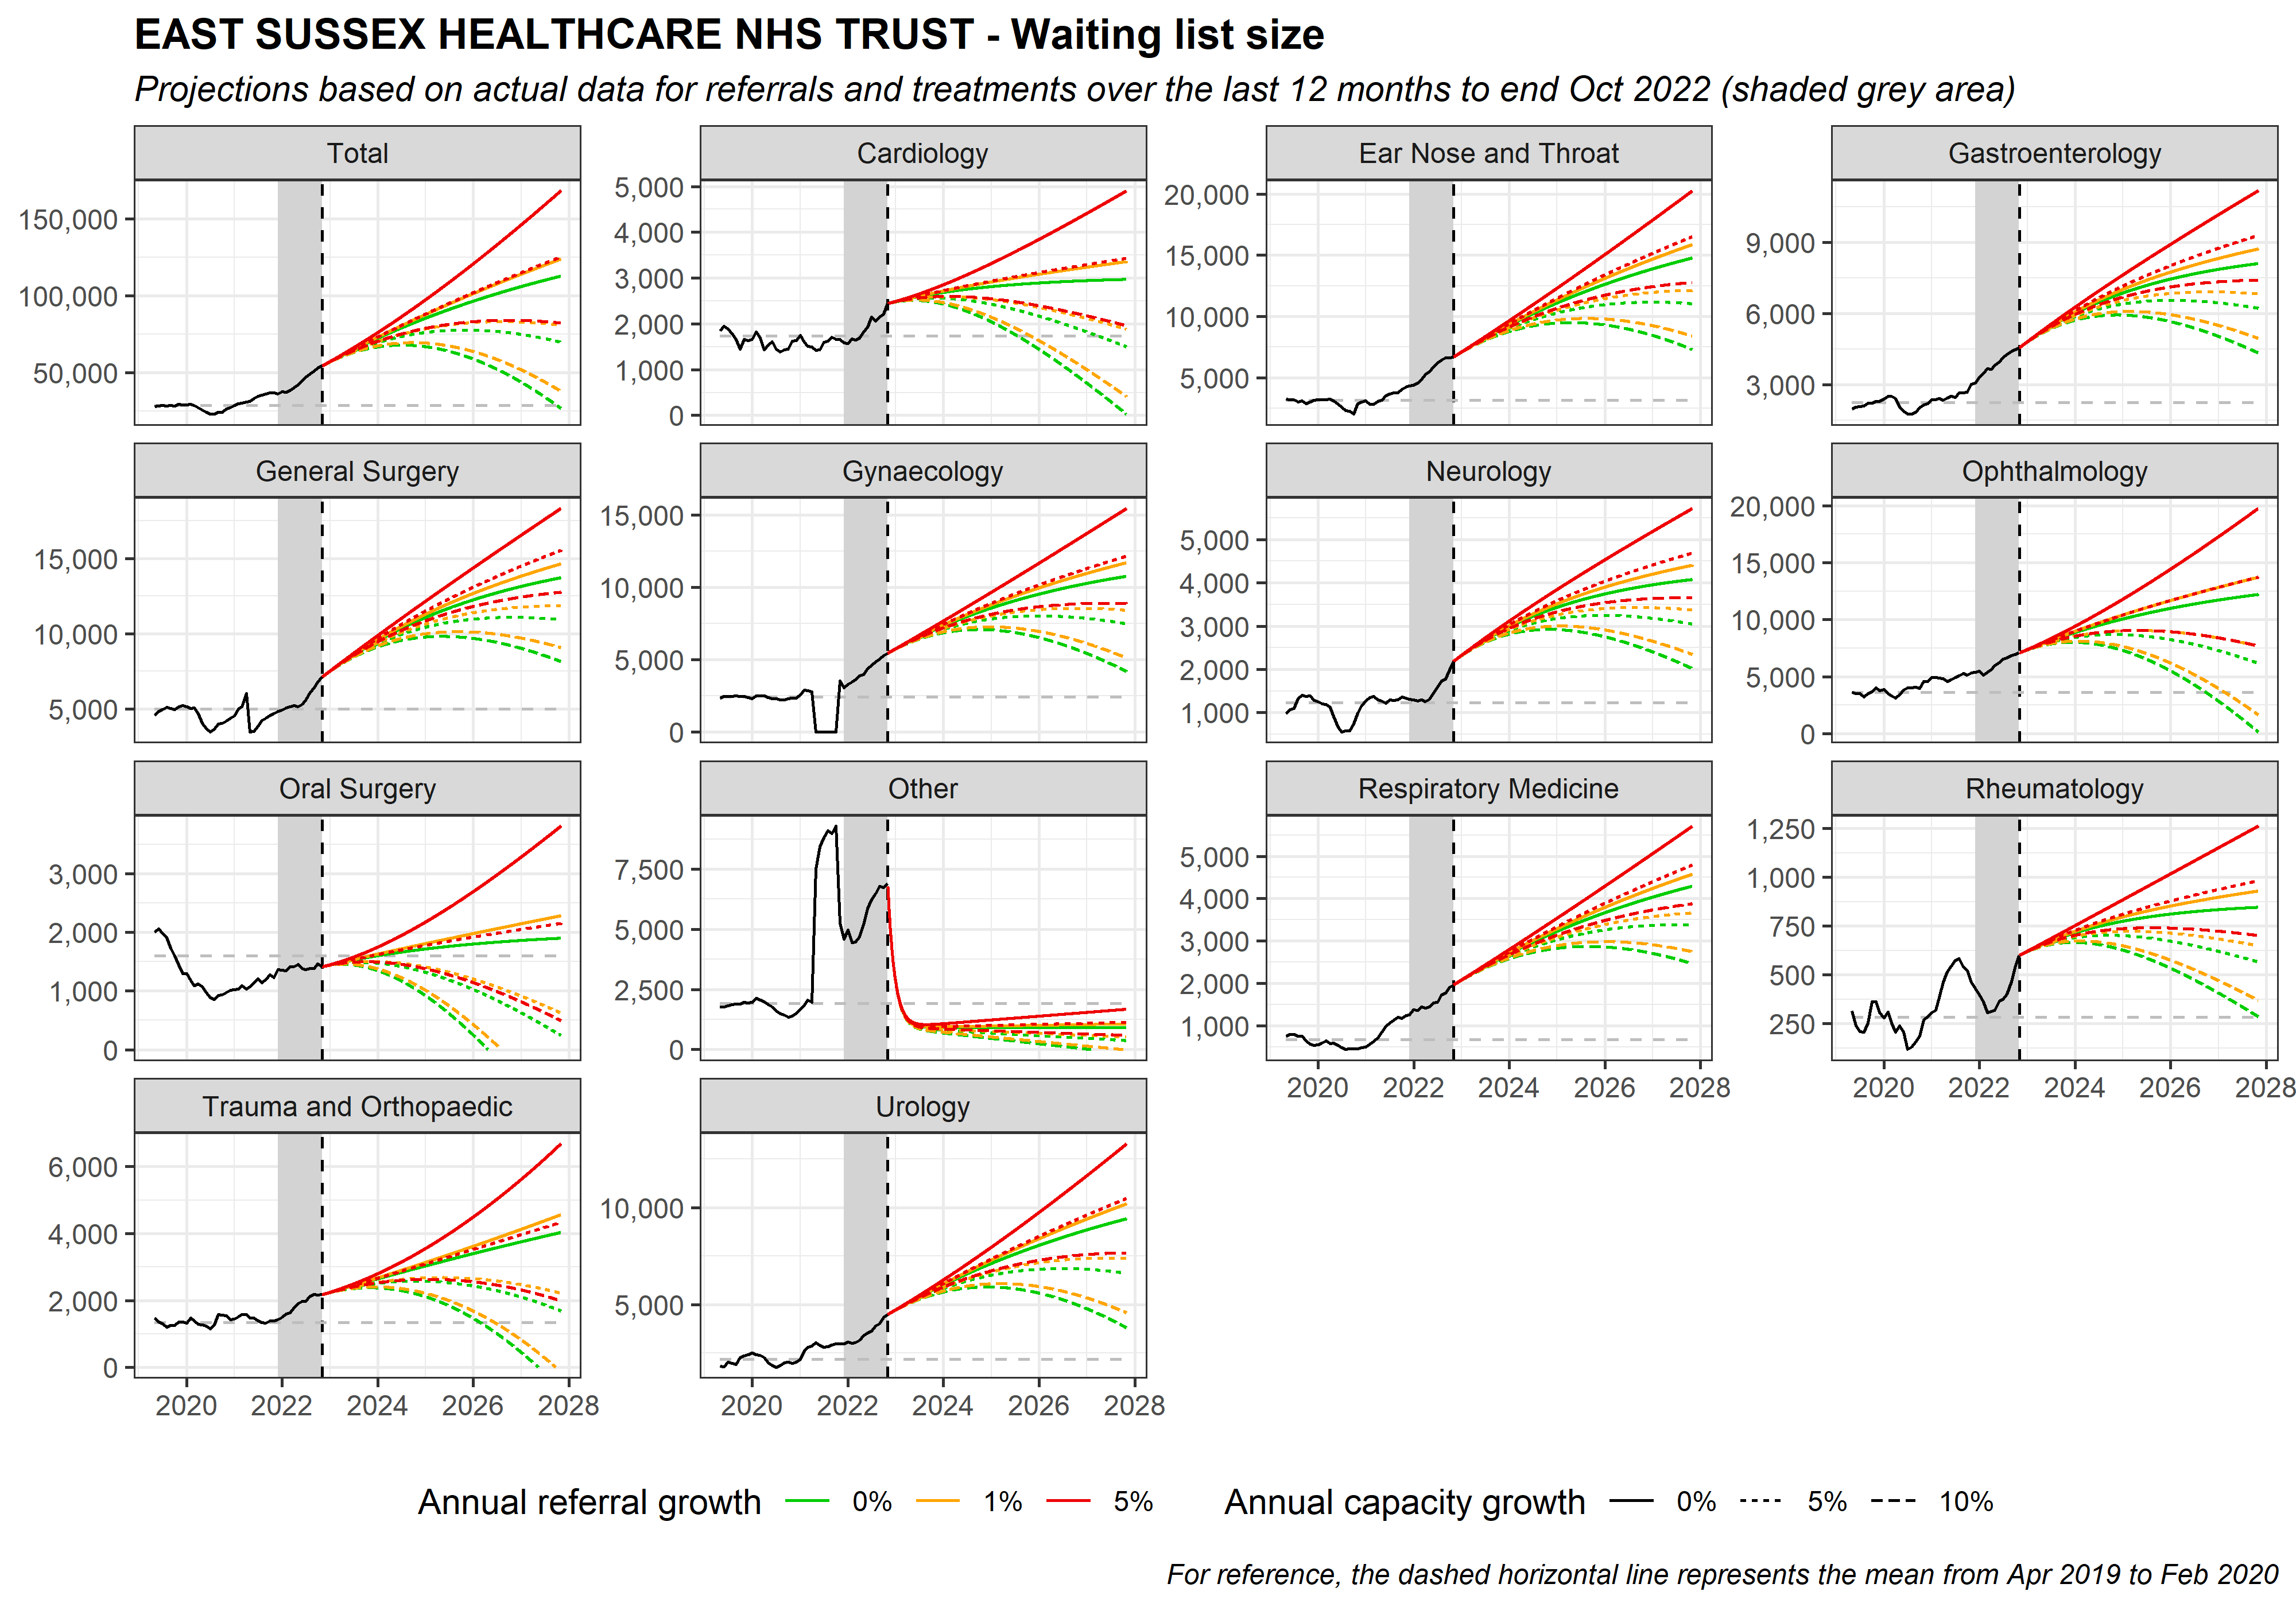 EAST SUSSEX HEALTHCARE NHS TRUST - Waiting list size
Projections based on actual data for referrals and treatments over the last 12 months to end Oct 2022 (shaded grey area)
Total
150,000
100,000
50,000
Cardiology
5,000
4,000
3,000
2,000
1,000
0
Ear Nose and Throat
20,000
15,000
10,000
5,000
Gastroenterology
9,000
6,000
3,000
General Surgery
15,000
10,000
5,000
Gynaecology
15,000
10,000
5,000
0
Neurology
5,000
4,000
3,000
2,000
1,000
Ophthalmology
20,000
15,000
10,000
5,000
0
Oral Surgery
3,000
2,000
1,000
0
Other
7,500
5,000
2,500
0
Respiratory Medicine
5,000
4,000
3,000
2,000
1,000
2020 2022 2024 2026 2028
Rheumatology
1,250
1,000
750
500
250
2020 2022 2024 2026 2028
Trauma and Orthopaedic
6,000
4,000
2,000
0
2020 2022 2024 2026 2028
Urology
10,000
5,000
2020 2022 2024 2026 2028
Annual referral growth 0% 1% 5% Annual capacity growth 0% 5% 10%
For reference, the dashed horizontal line represents the mean from Apr 2019 to Feb 2020